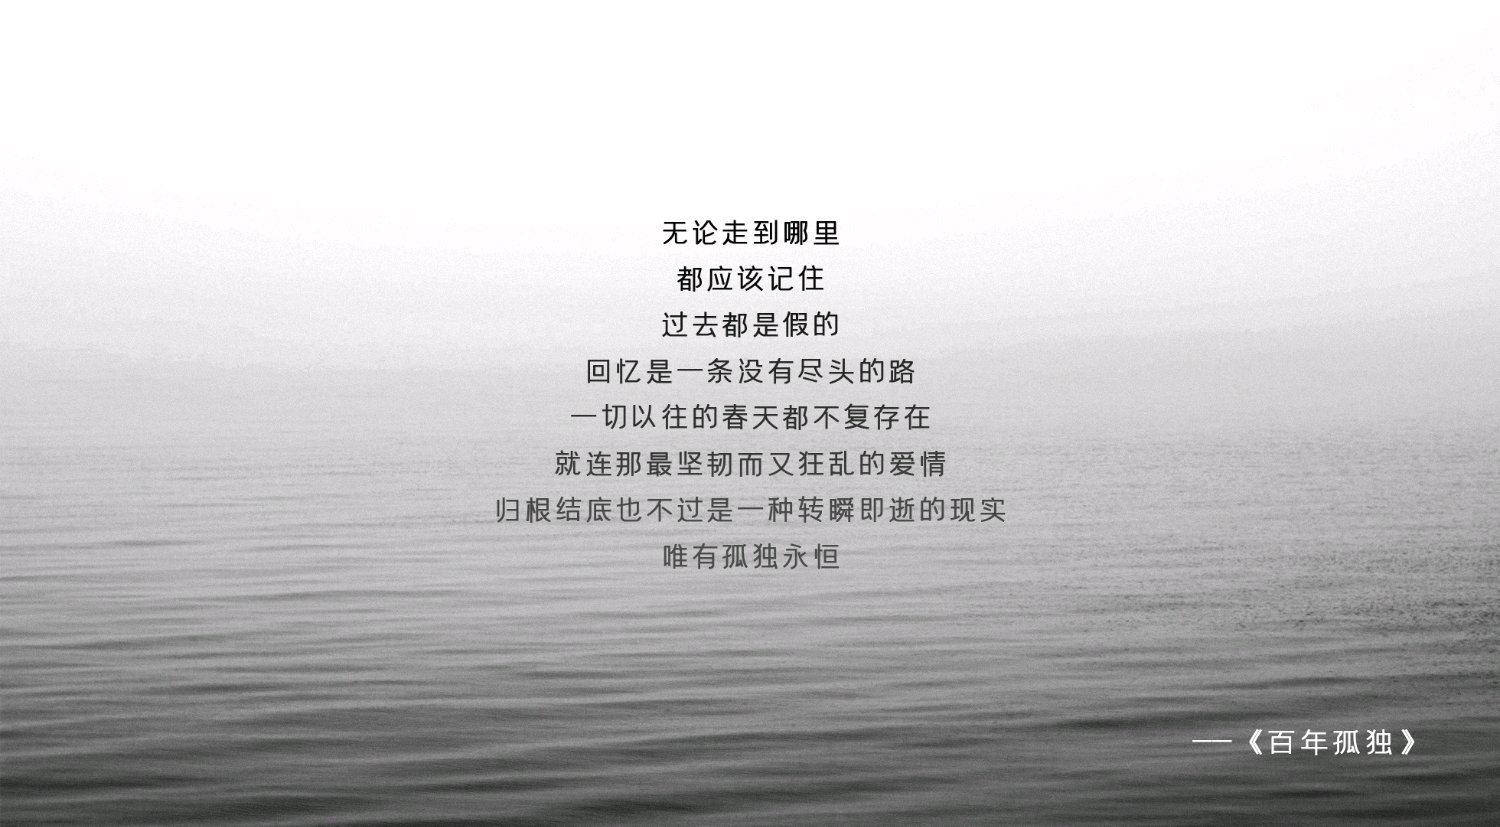 无论走到哪里
都应该记住
过去都是假的
回忆是一条没有尽头的路
一切以往的春天都不复存在
就连那最坚韧而又狂乱的爱情
归根结底也不过是一种转瞬即逝的现实
唯有孤独永恒
——《百年孤独》